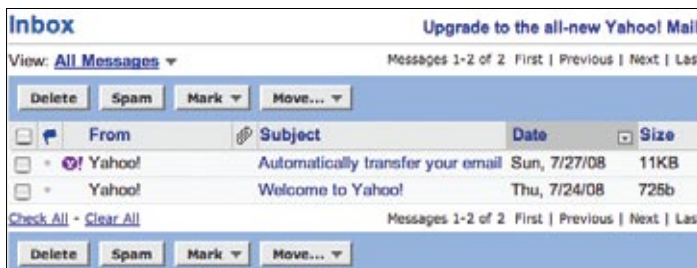 Inbox Upgrade to the all-new Yahoo! Mail
View: All Messages Messages 1-2 of 2 First | Previous | Next | Las
Delete Spam Mark Move...
From Subject Date Size
Y! Yahoo! Automatically transfer your email Sun, 7/27/08 11KB
Yahoo! Welcome to Yahoo! Thu, 7/24/08 725b
Check All - Clear All Messages 1-2 of 2 First | Previous | Next | Las
Delete Spam Mark Move...